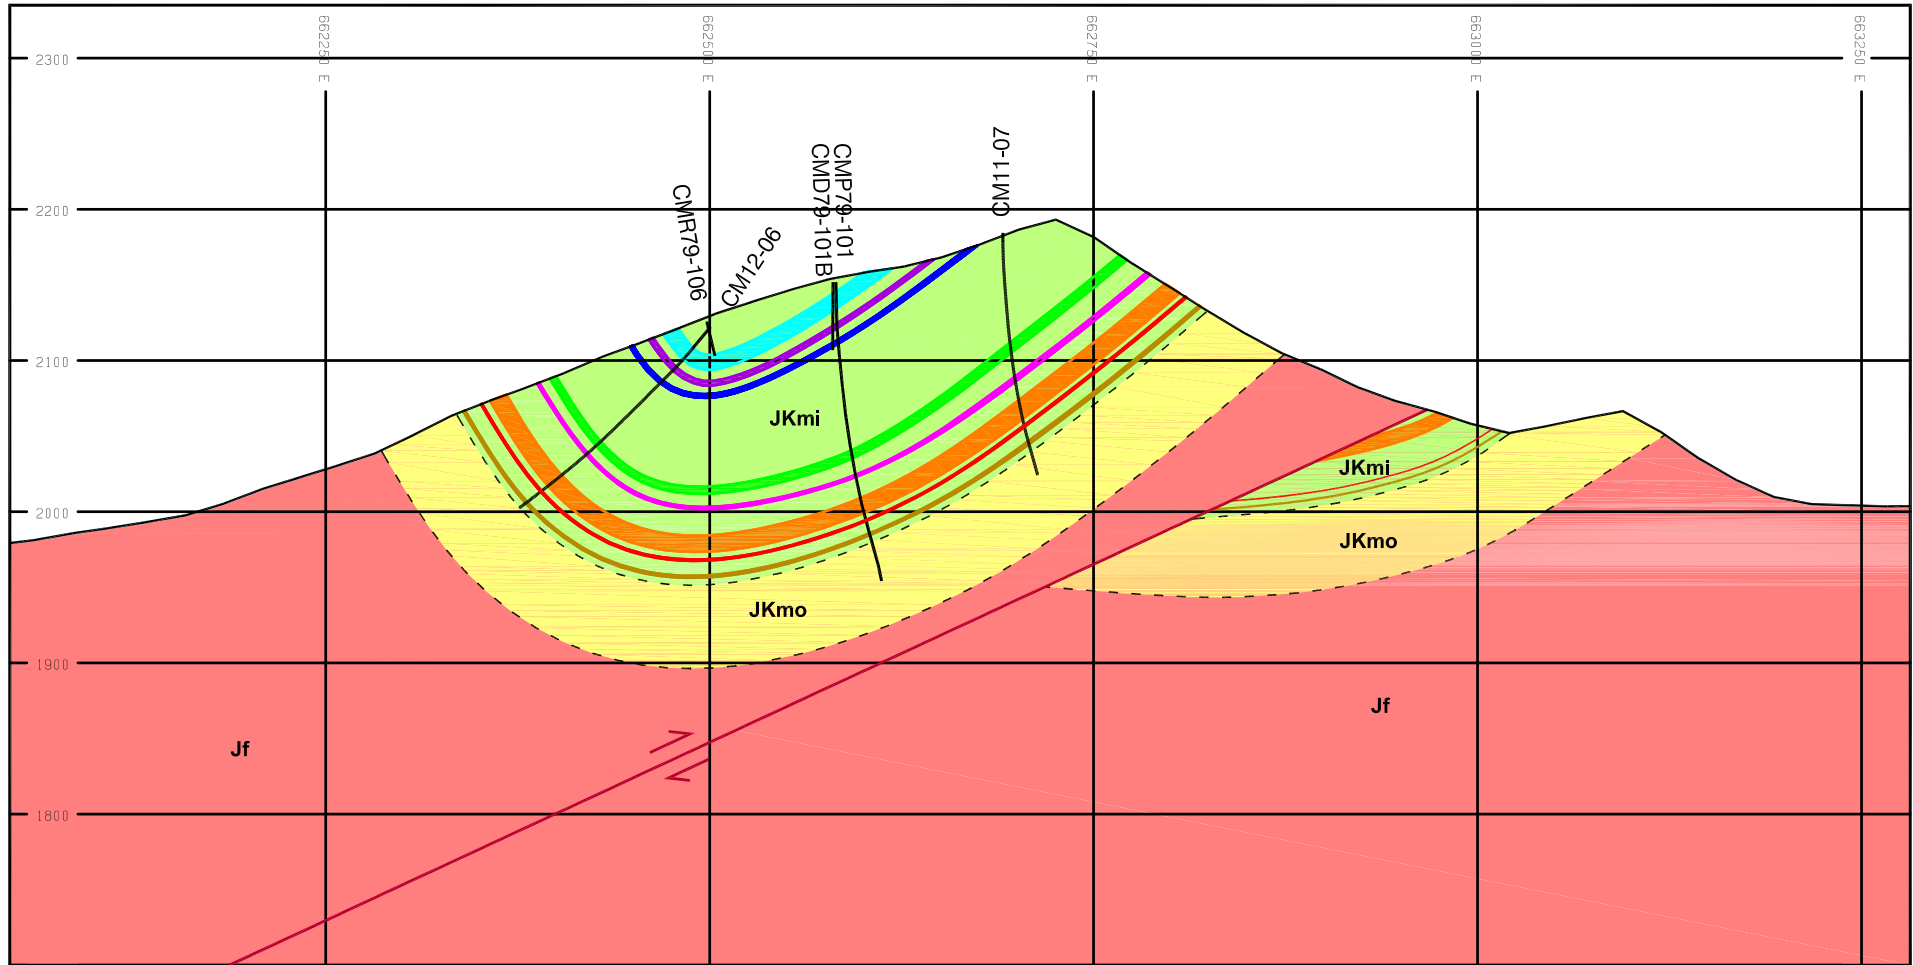 662250 E
662500 E
662750 E
663000 E
663250 E
2300
2200
2100
2000
1900
1800
CMR79-106
CM12-06
CMD79-101B
CMP79-101
CM11-07
JKmi
JKmo
JKmi
JKmo
Jf
Jf